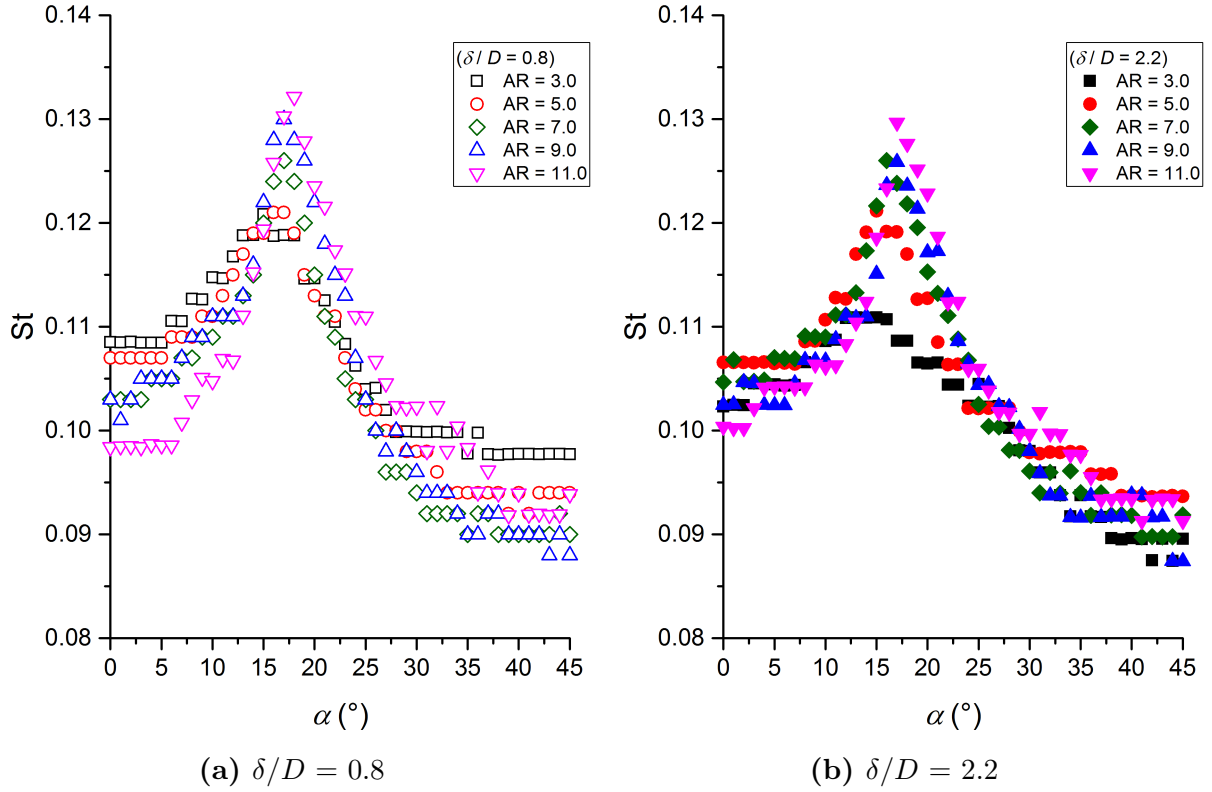 0.14
0.13
0.12
0.11
0.10
0.09
0.08
St
0 5 10 15 20 25 30 35 40 45
α (°)
(δ / D = 0.8)
AR = 3.0
AR = 5.0
AR = 7.0
AR = 9.0
AR = 11.0
(a) δ/D = 0.8
0.14
0.13
0.12
0.11
0.10
0.09
0.08
St
0 5 10 15 20 25 30 35 40 45
α (°)
(δ / D = 2.2)
AR = 3.0
AR = 5.0
AR = 7.0
AR = 9.0
AR = 11.0
(b) δ/D = 2.2